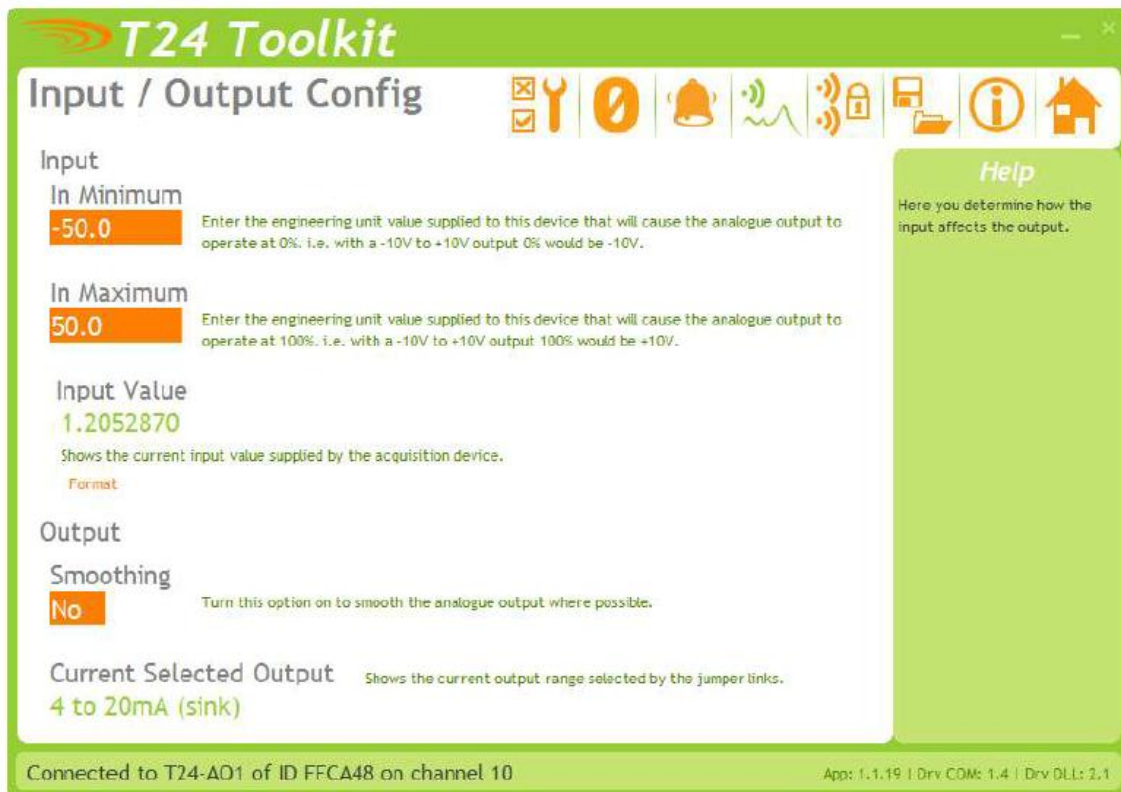 T24 Toolkit
Input / Output Config
Input
In Minimum
-50.0
Enter the engineering unit value supplied to this device that will cause the analogue output to
operate at 0%. i.e. with a -10V to +10V output 0% would be -10V.
In Maximum
50.0
Enter the engineering unit value supplied to this device that will cause the analogue output to
operate at 100%. i.e. with a -10V to +10V output 100% would be +10V.
Input Value
1.2052870
Shows the current input value supplied by the acquisition device.
Format
Output
Smoothing
No
Turn this option on to smooth the analogue output where possible.
Current Selected Output
Shows the current output range selected by the jumper links.
4 to 20mA (sink)
Help
Here you determine how the
input affects the output.
Connected to T24-AO1 of ID FFCA48 on channel 10
App: 1.1.19 | Drv COM: 1.4 | Drv DLL: 2.1